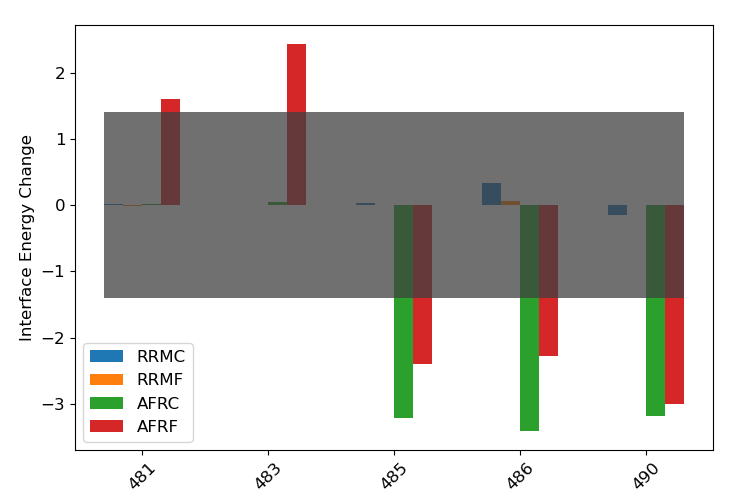 Interface Energy Change
2
1
0
−1
−2
−3
RRMC
RRMF
AFRC
AFRF
481
483
485
486
490